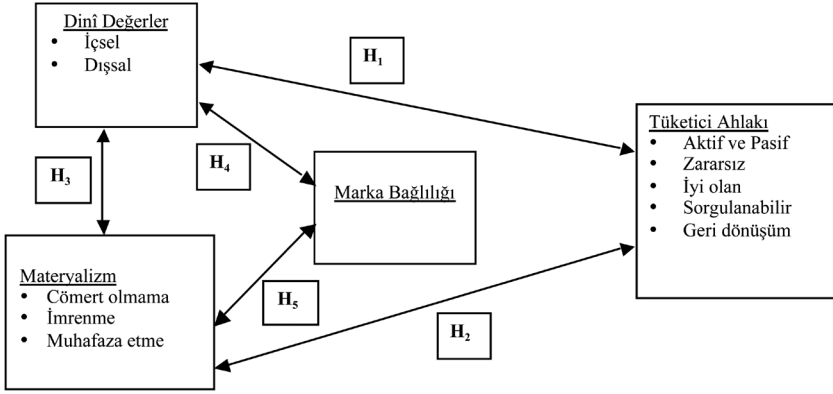 Dinî Değerler
• İçsel
• Dışsal
H1
H3
H4
Marka Bağlılığı
Tüketici Ahlakı
• Aktif ve Pasif
• Zararsız
• İyi olan
• Sorgulanabilir
• Geri dönüşüm
Materyalizm
• Cömert olmama
• İmrenme
• Muhafaza etme
H5
H2